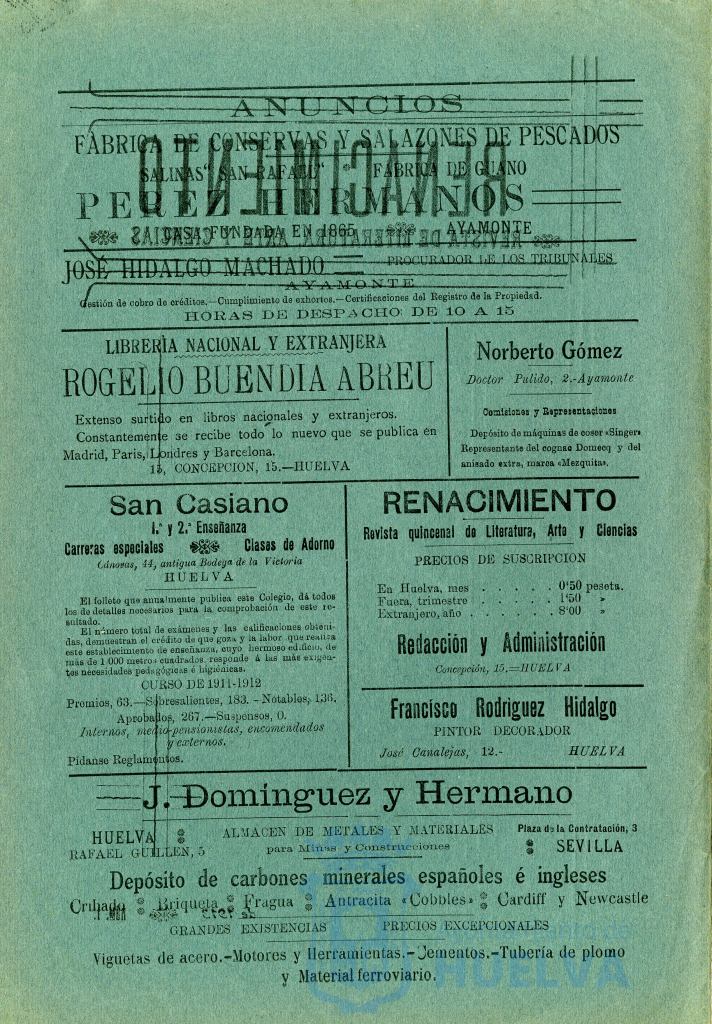 ANUNCIOS
FÁBRICA DE CONSERVAS Y SALAZONES DE PESCADOS
SALINAS "SAN RAFAEL" FÁBRICA DE GUANO
PEREZ HERMANOS
CASA FUNDADA EN 1865 AYAMONTE
JOSÉ HIDALGO MACHADO PROCURADOR DE LOS TRIBUNALES
AYAMONTE
Gestión de cobro de créditos.—Cumplimiento de exhortos.—Certificaciones del Registro de la Propiedad.
HORAS DE DESPACHO: DE 10 A 15
LIBRERÍA NACIONAL Y EXTRANJERA
ROGELIO BUENDIA ABREU
Extenso surtido en libros nacionales y extranjeros.
Constantemente se recibe todo lo nuevo que se publica en
Madrid, París, Londres y Barcelona.
15, CONCEPCION, 15.—HUELVA
Norberto Gómez
Doctor Pulido, 2.-Ayamonte
Comisiones y Representaciones
Depósito de máquinas de coser «Singer»
Representante del cognac Domecq y del
anisado extra, marca «Mezquita».
San Casiano
1.ª y 2.ª Enseñanza
Carreras especiales Clases de Adorno
Cánovas, 44, antigua Bodega de la Victoria
HUELVA
El folleto que anualmente publica este Colegio, dá todos
los detalles necesarios para la comprobación de este re-
sultado.
El número total de exámenes y las calificaciones obteni-
das, demuestran el crédito de que goza y la labor que realiza
este establecimiento de enseñanza, cuyo hermoso edificio, de
más de 1.000 metros cuadrados, responde á las más exigen-
tes necesidades pedagógicas é higiénicas.
CURSO DE 1911-1912
Premios, 63.—Sobresalientes, 183.-Notables, 136.
Aprobados, 267.—Suspensos, 0.
Internos, medio-pensionistas, encomendados
y externos.
Pídanse Reglamentos.
RENACIMIENTO
Revista quincenal de Literatura, Arte y Ciencias
PRECIOS DE SUSCRIPCION
En Huelva, mes . . . . . 0'50 peseta.
Fuera, trimestre . . . . . 1'50 »
Extranjero, año . . . . . . 8'00 »
Redacción y Administración
Concepción, 15.=HUELVA
Francisco Rodriguez Hidalgo
PINTOR DECORADOR
José Canalejas, 12.- HUELVA
J. Dominguez y Hermano
HUELVA
RAFAEL GUILLEN, 5
ALMACEN DE METALES Y MATERIALES
para Minas y Construcciones
Plaza de la Contratación, 3
SEVILLA
Depósito de carbones minerales españoles é ingleses
Cribado Briqueta Fragua Antracita «Cobbles» Cardiff y Newcastle
GRANDES EXISTENCIAS PRECIOS EXCEPCIONALES
Viguetas de acero.-Motores y Herramientas.-Cementos.-Tubería de plomo
y Material ferroviario.
HUELVA